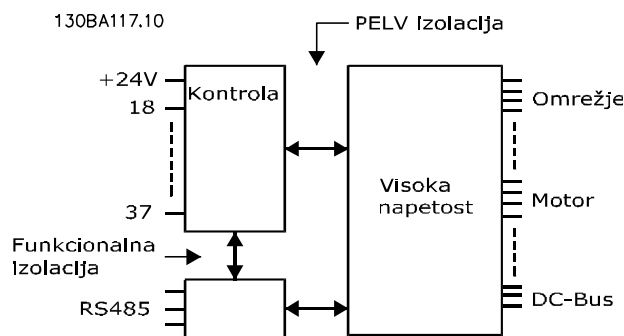 130BA117.10
PELV izolacija
+24V
18
Kontrola
Omrežje
Visoka
napetost
37
Motor
Funkcionalna
izolacija
RS485
DC-Bus